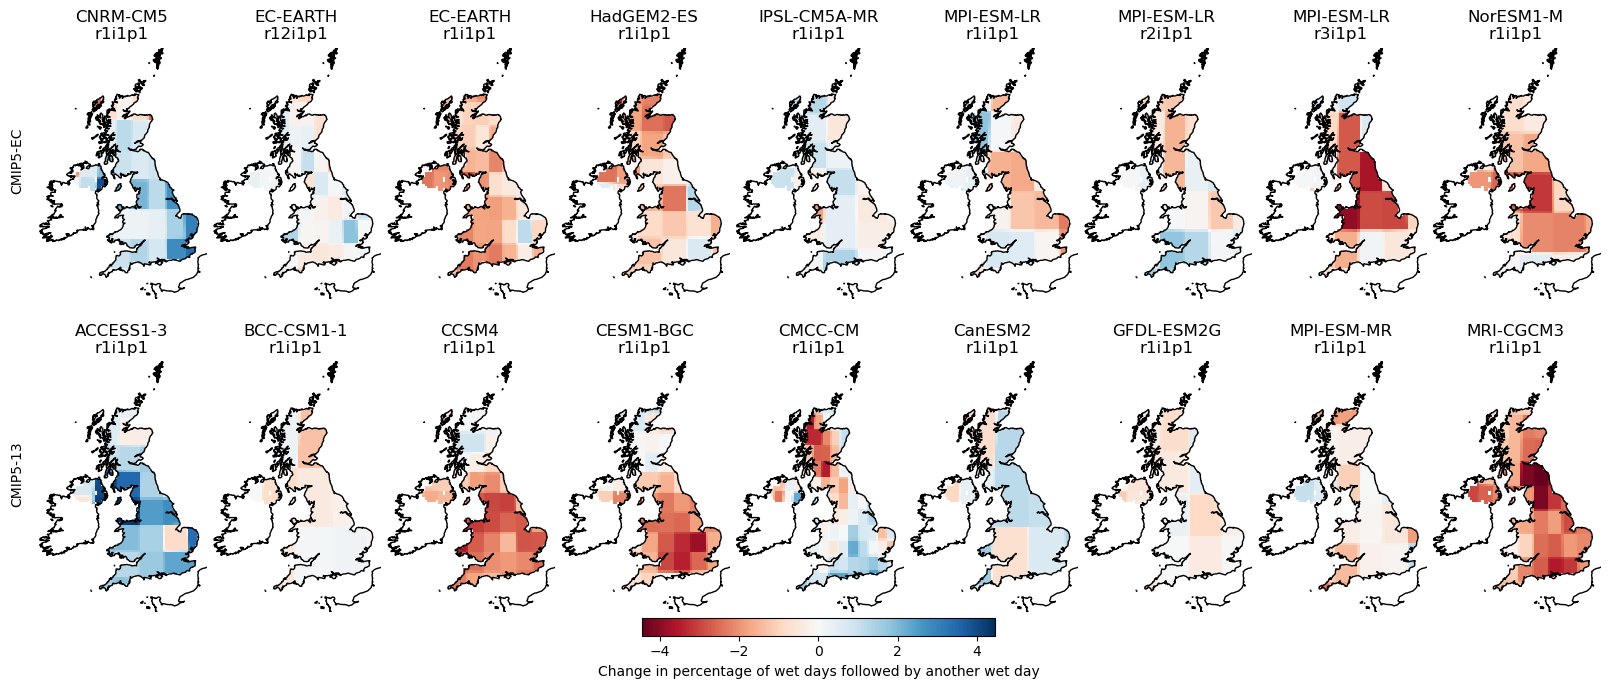 CNRM-CM5
r1i1p1
EC-EARTH
r12i1p1
EC-EARTH
r1i1p1
HadGEM2-ES
r1i1p1
IPSL-CM5A-MR
r1i1p1
MPI-ESM-LR
r1i1p1
MPI-ESM-LR
r2i1p1
MPI-ESM-LR
r3i1p1
NorESM1-M
r1i1p1
CMIP5-EC
ACCESS1-3
r1i1p1
BCC-CSM1-1
r1i1p1
CCSM4
r1i1p1
CESM1-BGC
r1i1p1
CMCC-CM
r1i1p1
CanESM2
r1i1p1
GFDL-ESM2G
r1i1p1
MPI-ESM-MR
r1i1p1
MRI-CGCM3
r1i1p1
CMIP5-13
−4 −2 0 2 4
Change in percentage of wet days followed by another wet day